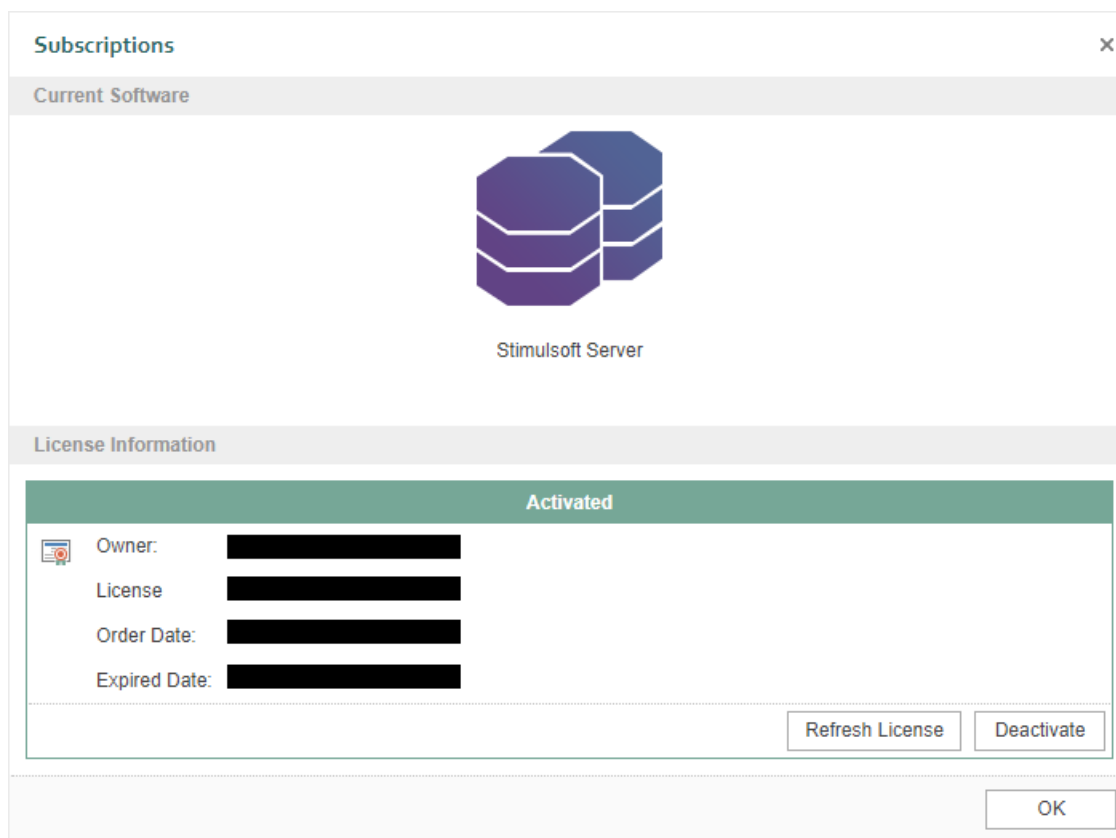 Subscriptions
Current Software
Stimulsoft Server
License Information
Activated
Owner:
License
Order Date:
Expired Date:
Refresh License Deactivate
OK